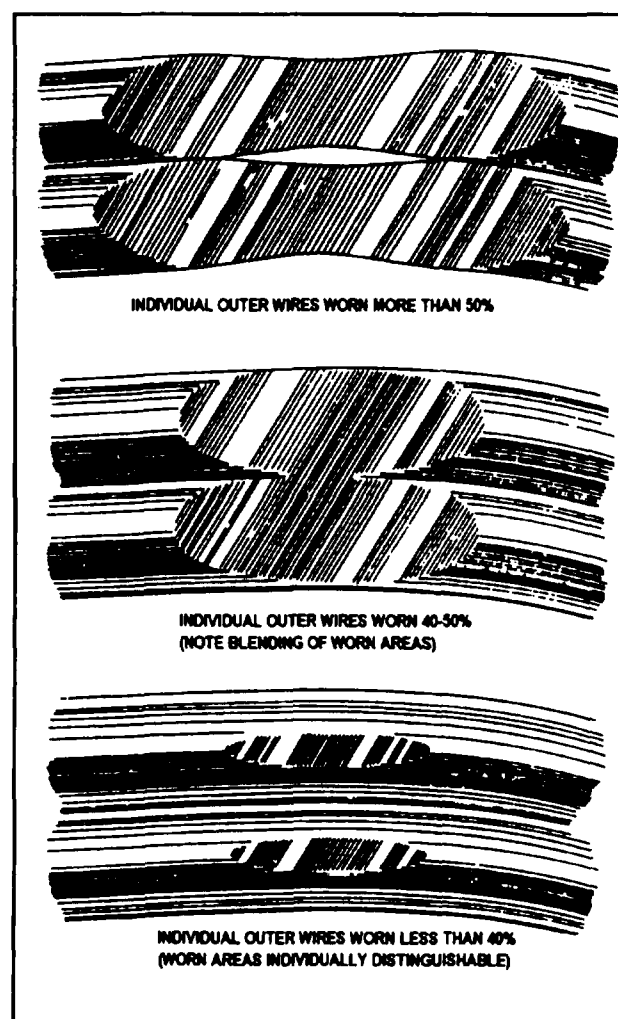 INDIVIDUAL OUTER WIRES WORN MORE THAN 50%
INDIVIDUAL OUTER WIRES WORN 40-50%
(NOTE BLENDING OF WORN AREAS)
INDIVIDUAL OUTER WIRES WORN LESS THAN 40%
(WORN AREAS INDIVIDUALLY DISTINGUISHABLE)